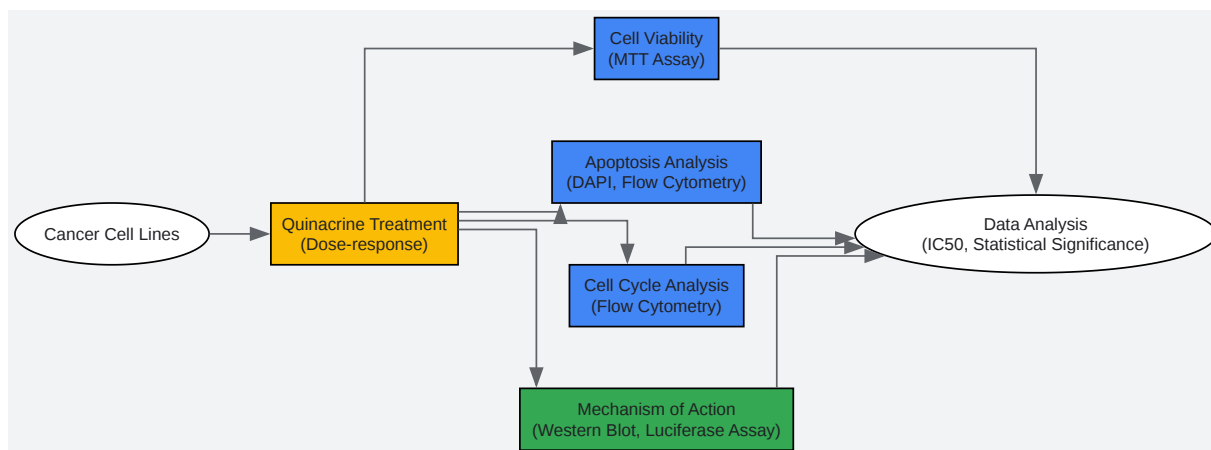 Cell Viability
(MTT Assay)
Apoptosis Analysis
(DAPI, Flow Cytometry)
Cancer Cell Lines
Quinacrine Treatment
(Dose-response)
Data Analysis
(IC50, Statistical Significance)
Cell Cycle Analysis
(Flow Cytometry)
Mechanism of Action
(Western Blot, Luciferase Assay)